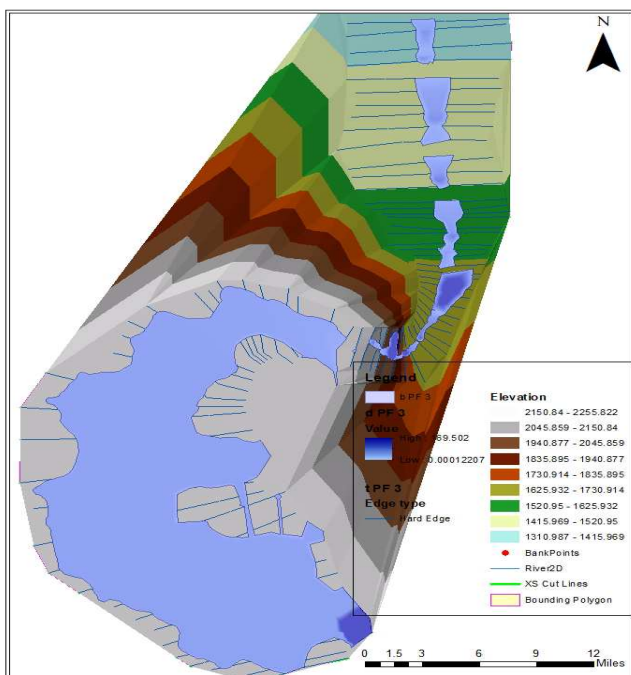 N
Legend
b PF 3
d PF 3
Value
High : 69.502
Low : 0.00012207
t PF 3
Edge type
Hard Edge
Elevation
2150.84 - 2255.822
2045.859 - 2150.84
1940.877 - 2045.859
1835.895 - 1940.877
1730.914 - 1835.895
1625.932 - 1730.914
1520.95 - 1625.932
1415.969 - 1520.95
1310.987 - 1415.969
BankPoints
River2D
XS Cut Lines
Bounding Polygon
0 1.5 3 6 9 12
Miles